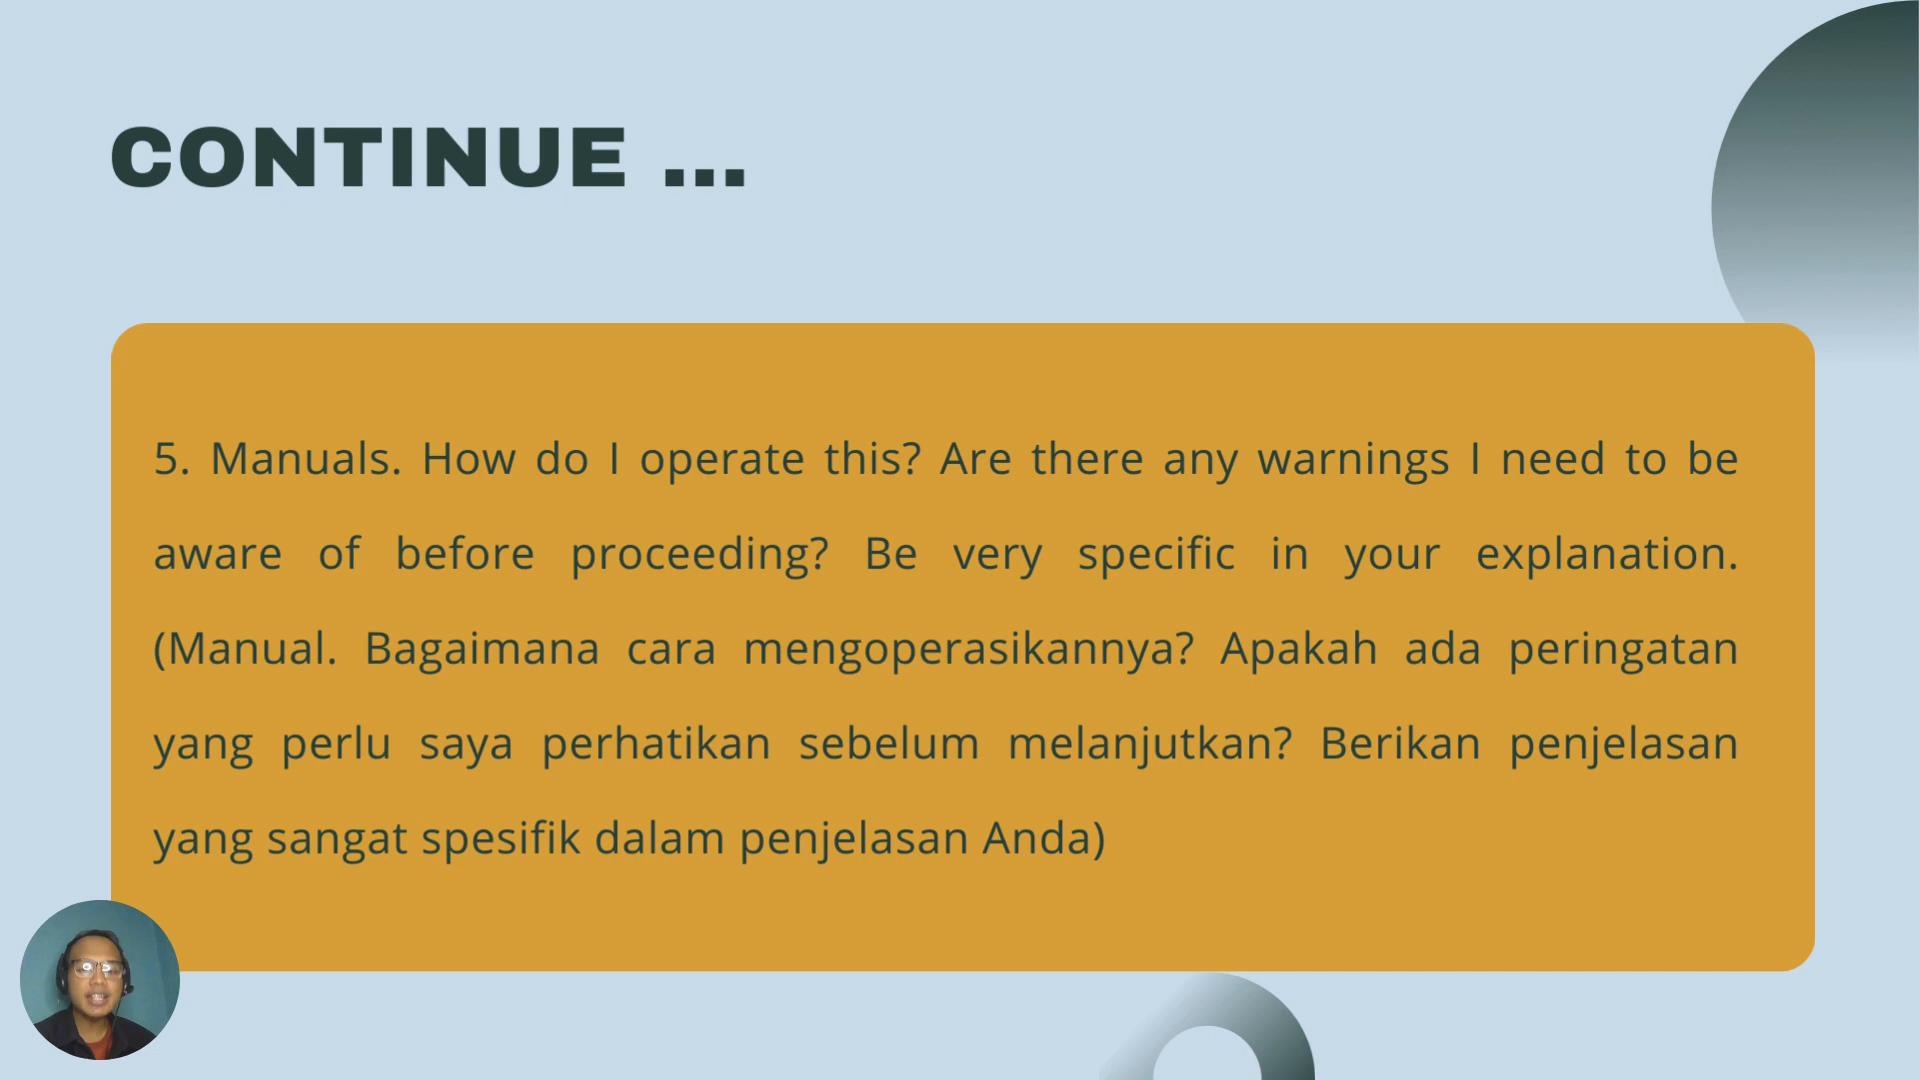 CONTINUE ...
5. Manuals. How do I operate this? Are there any warnings I need to be
aware of before proceeding? Be very specific in your explanation.
(Manual. Bagaimana cara mengoperasikannya? Apakah ada peringatan
yang perlu saya perhatikan sebelum melanjutkan? Berikan penjelasan
yang sangat spesifik dalam penjelasan Anda)